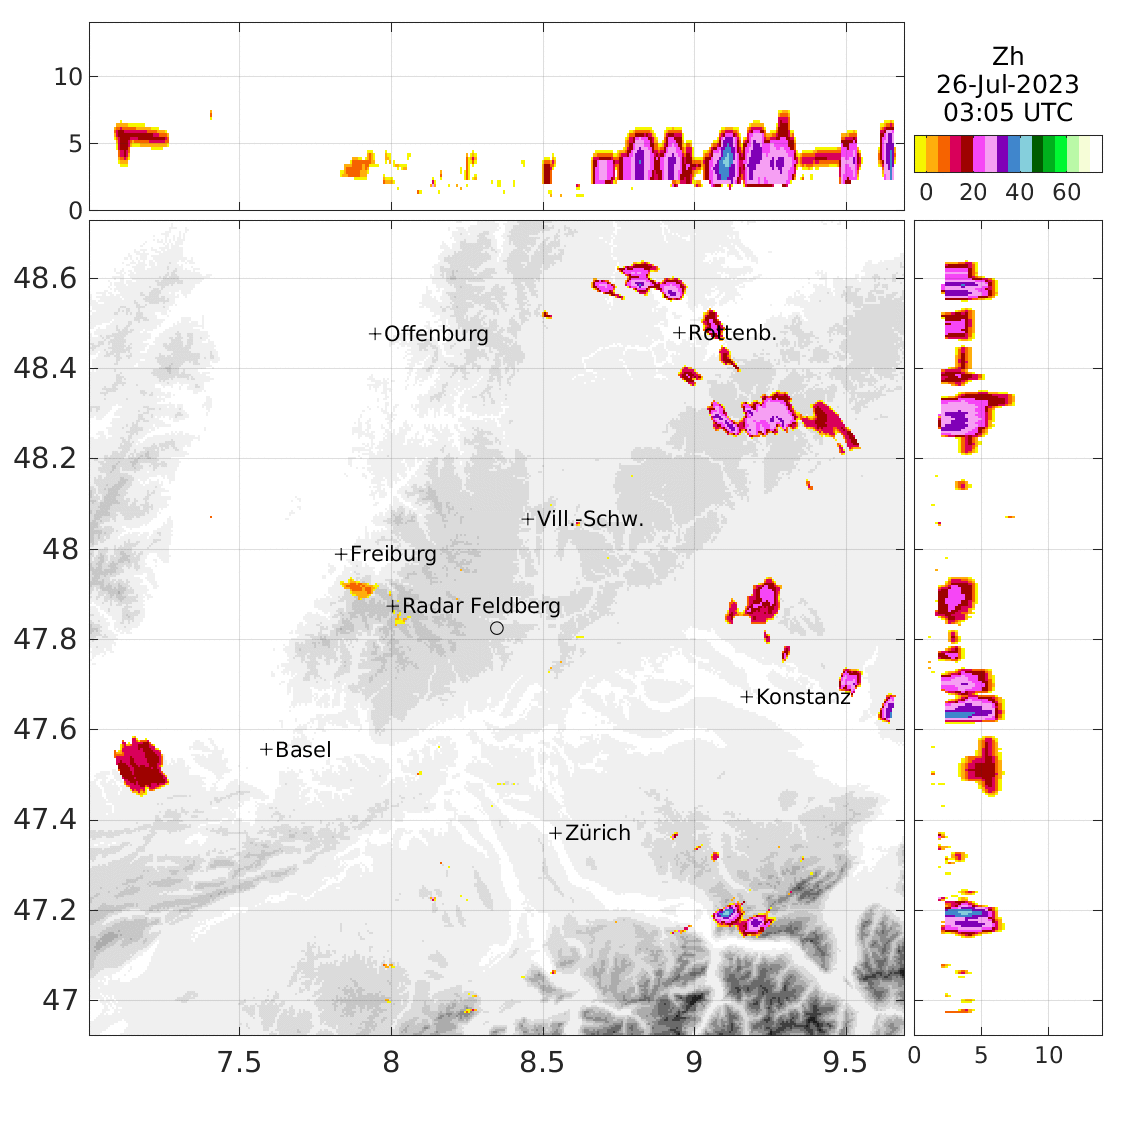 Zh
26-Jul-2023
03:05 UTC
0 20 40 60
10
5
0
48.6
48.4
48.2
48
47.8
47.6
47.4
47.2
47
+Offenburg
+Rottenb.
+Vill.-Schw.
+Freiburg
+Radar Feldberg
+Konstanz
+Basel
+Zürich
7.5 8 8.5 9 9.5
0 5 10